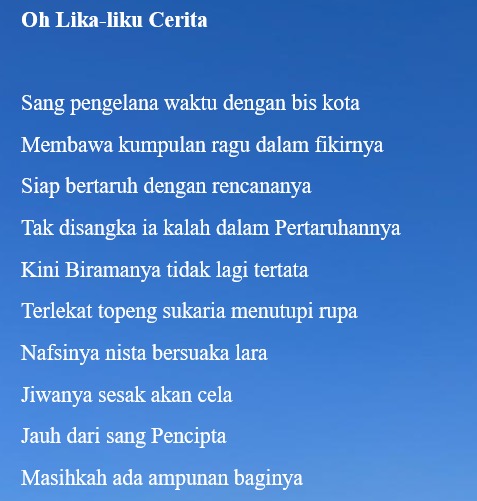 Oh Lika-liku Cerita
Sang pengelana waktu dengan bis kota
Membawa kumpulan ragu dalam fikirnya
Siap bertaruh dengan rencananya
Tak disangka ia kalah dalam Pertaruhannya
Kini Biramanya tidak lagi tertata
Terlekat topeng sukaria menutupi rupa
Nafsinya nista bersuaka lara
Jiwanya sesak akan cela
Jauh dari sang Pencipta
Masihkah ada ampunan baginya